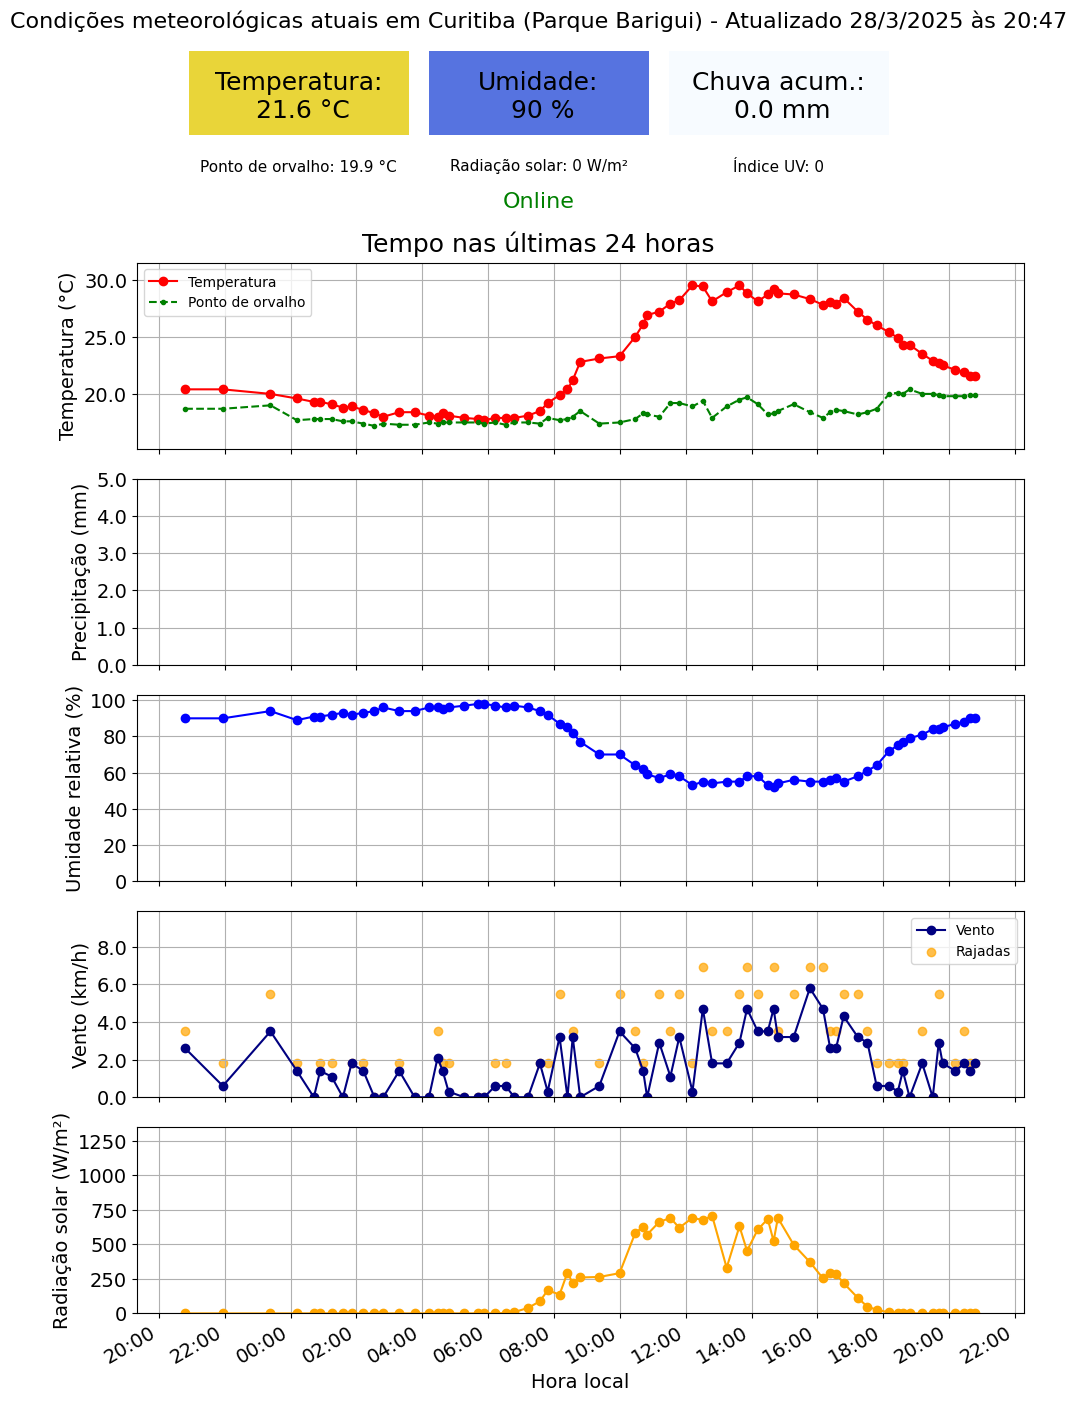 Condições meteorológicas atuais em Curitiba (Parque Barigui) - Atualizado 28/3/2025 às 20:47
Temperatura:
21.6 °C
Umidade:
90 %
Chuva acum.:
0.0 mm
Ponto de orvalho: 19.9 °C
Radiação solar: 0 W/m²
Índice UV: 0
Online
Tempo nas últimas 24 horas
Temperatura (°C)
30.0
25.0
20.0
Temperatura
Ponto de orvalho
Precipitação (mm)
5.0
4.0
3.0
2.0
1.0
0.0
Umidade relativa (%)
100
80
60
40
20
0
Vento (km/h)
8.0
6.0
4.0
2.0
0.0
Vento
Rajadas
Radiação solar (W/m²)
1250
1000
750
500
250
0
20:00
22:00
00:00
02:00
04:00
06:00
08:00
10:00
12:00
14:00
16:00
18:00
20:00
22:00
Hora local